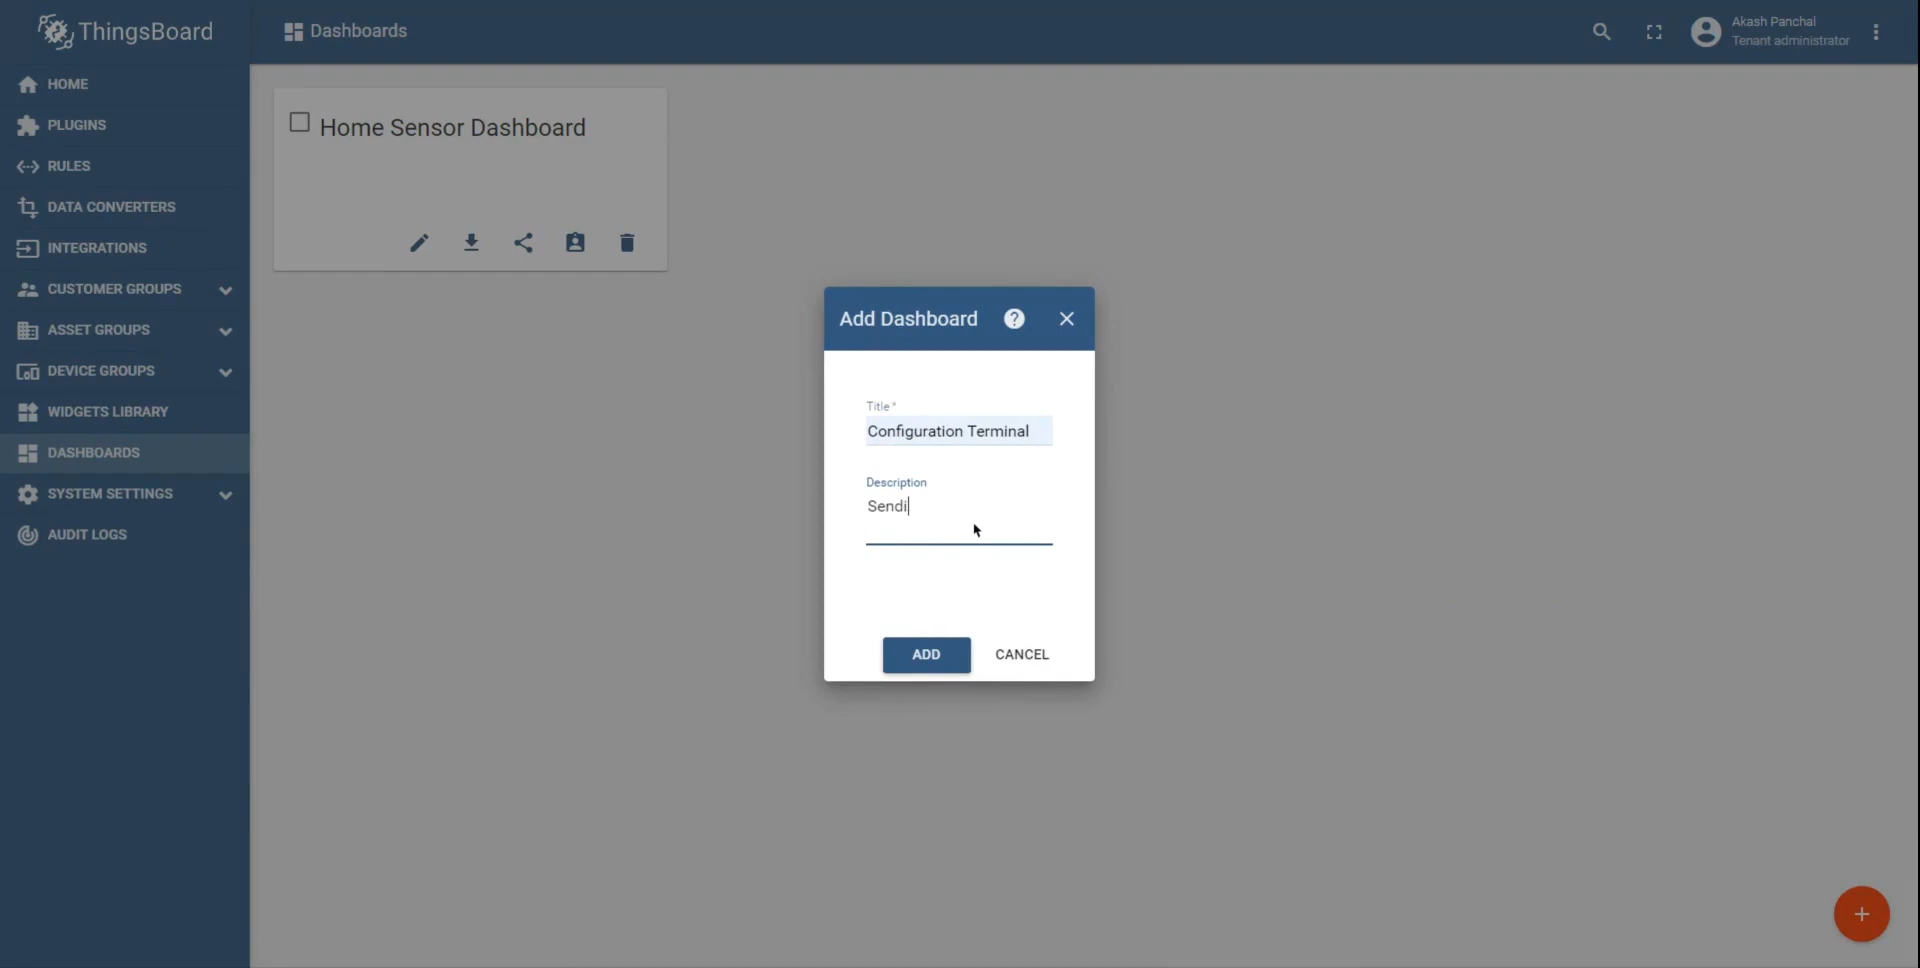 ThingsBoard
Dashboards
Akash Panchal
Tenant administrator
HOME
PLUGINS
RULES
DATA CONVERTERS
INTEGRATIONS
CUSTOMER GROUPS
ASSET GROUPS
DEVICE GROUPS
WIDGETS LIBRARY
DASHBOARDS
SYSTEM SETTINGS
AUDIT LOGS
Home Sensor Dashboard
Add Dashboard
Title *
Configuration Terminal
Description
Sendi
ADD CANCEL